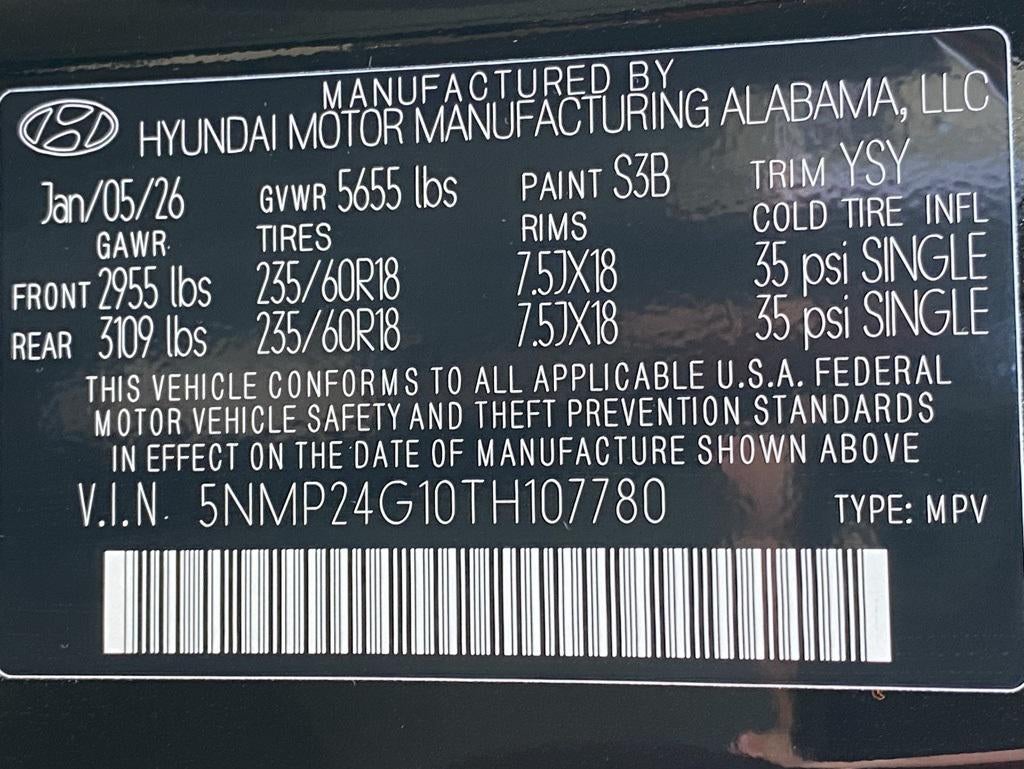 MANUFACTURED BY
HYUNDAI MOTOR MANUFACTURING ALABAMA, LLC
Jan/05/26 GVWR 5655 lbs PAINT S3B TRIM YSY
GAWR TIRES RIMS COLD TIRE INFL
FRONT 2955 lbs 235/60R18 7.5JX18 35 psi SINGLE
REAR 3109 lbs 235/60R18 7.5JX18 35 psi SINGLE
THIS VEHICLE CONFORMS TO ALL APPLICABLE U.S.A. FEDERAL
MOTOR VEHICLE SAFETY AND THEFT PREVENTION STANDARDS
IN EFFECT ON THE DATE OF MANUFACTURE SHOWN ABOVE
V.I.N. 5NMP24G10TH107780 TYPE: MPV